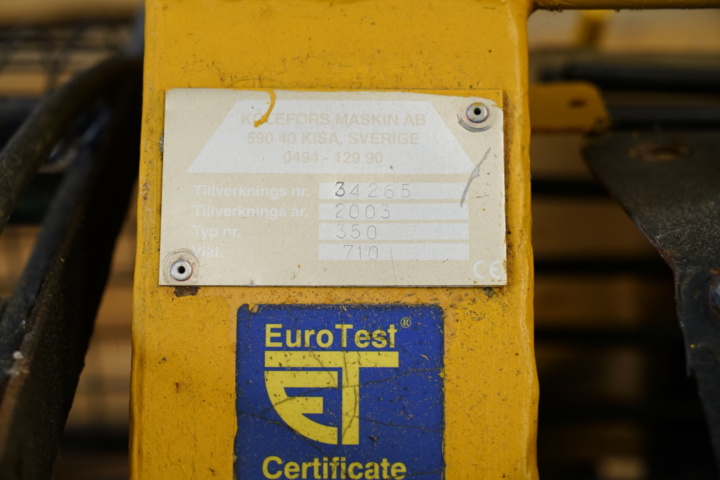 MASKIN AB
590 40 KISA, SVERIGE
0494 - 129 90
Tillverknings nr. 34265
Tillverknings år. 2003
Typ nr. 350
Vikt. 710
CE
EuroTest®
ET
Certificate